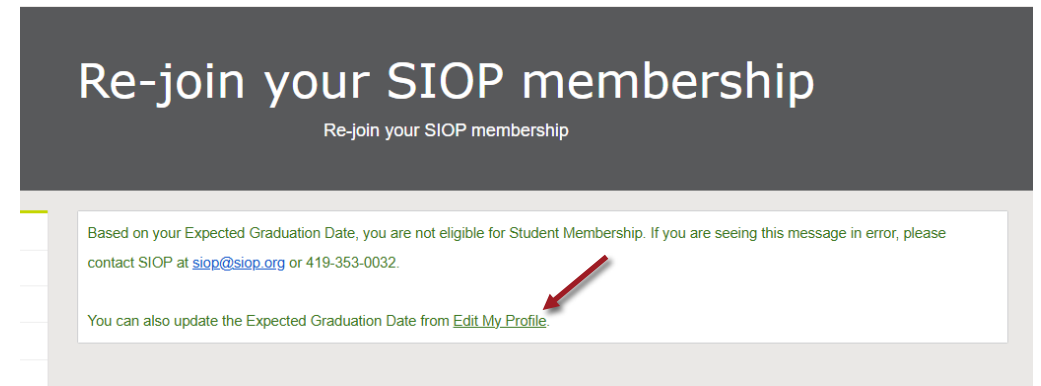 Re-join your SIOP membership
Re-join your SIOP membership
Based on your Expected Graduation Date, you are not eligible for Student Membership. If you are seeing this message in error, please
contact SIOP at siop@siop.org or 419-353-0032.
You can also update the Expected Graduation Date from Edit My Profile.